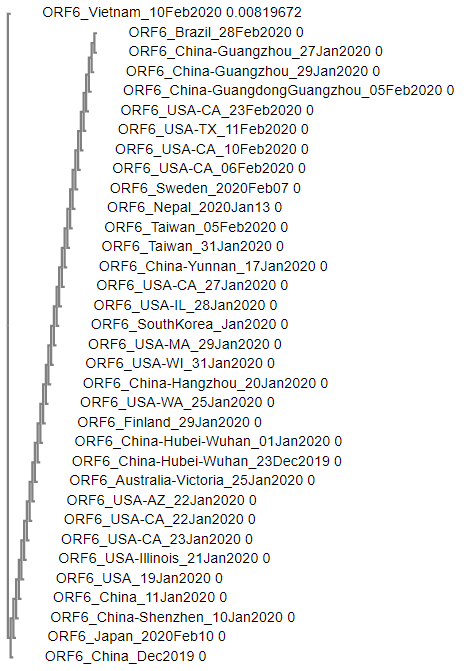 ORF6_Vietnam_10Feb2020 0.00819672
ORF6_Brazil_28Feb2020 0
ORF6_China-Guangzhou_27Jan2020 0
ORF6_China-Guangzhou_29Jan2020 0
ORF6_China-GuangdongGuangzhou_05Feb2020 0
ORF6_USA-CA_23Feb2020 0
ORF6_USA-TX_11Feb2020 0
ORF6_USA-CA_10Feb2020 0
ORF6_USA-CA_06Feb2020 0
ORF6_Sweden_2020Feb07 0
ORF6_Nepal_2020Jan13 0
ORF6_Taiwan_05Feb2020 0
ORF6_Taiwan_31Jan2020 0
ORF6_China-Yunnan_17Jan2020 0
ORF6_USA-CA_27Jan2020 0
ORF6_USA-IL_28Jan2020 0
ORF6_SouthKorea_Jan2020 0
ORF6_USA-MA_29Jan2020 0
ORF6_USA-WI_31Jan2020 0
ORF6_China-Hangzhou_20Jan2020 0
ORF6_USA-WA_25Jan2020 0
ORF6_Finland_29Jan2020 0
ORF6_China-Hubei-Wuhan_01Jan2020 0
ORF6_China-Hubei-Wuhan_23Dec2019 0
ORF6_Australia-Victoria_25Jan2020 0
ORF6_USA-AZ_22Jan2020 0
ORF6_USA-CA_22Jan2020 0
ORF6_USA-CA_23Jan2020 0
ORF6_USA-Illinois_21Jan2020 0
ORF6_USA_19Jan2020 0
ORF6_China_11Jan2020 0
ORF6_China-Shenzhen_10Jan2020 0
ORF6_Japan_2020Feb10 0
ORF6_China_Dec2019 0